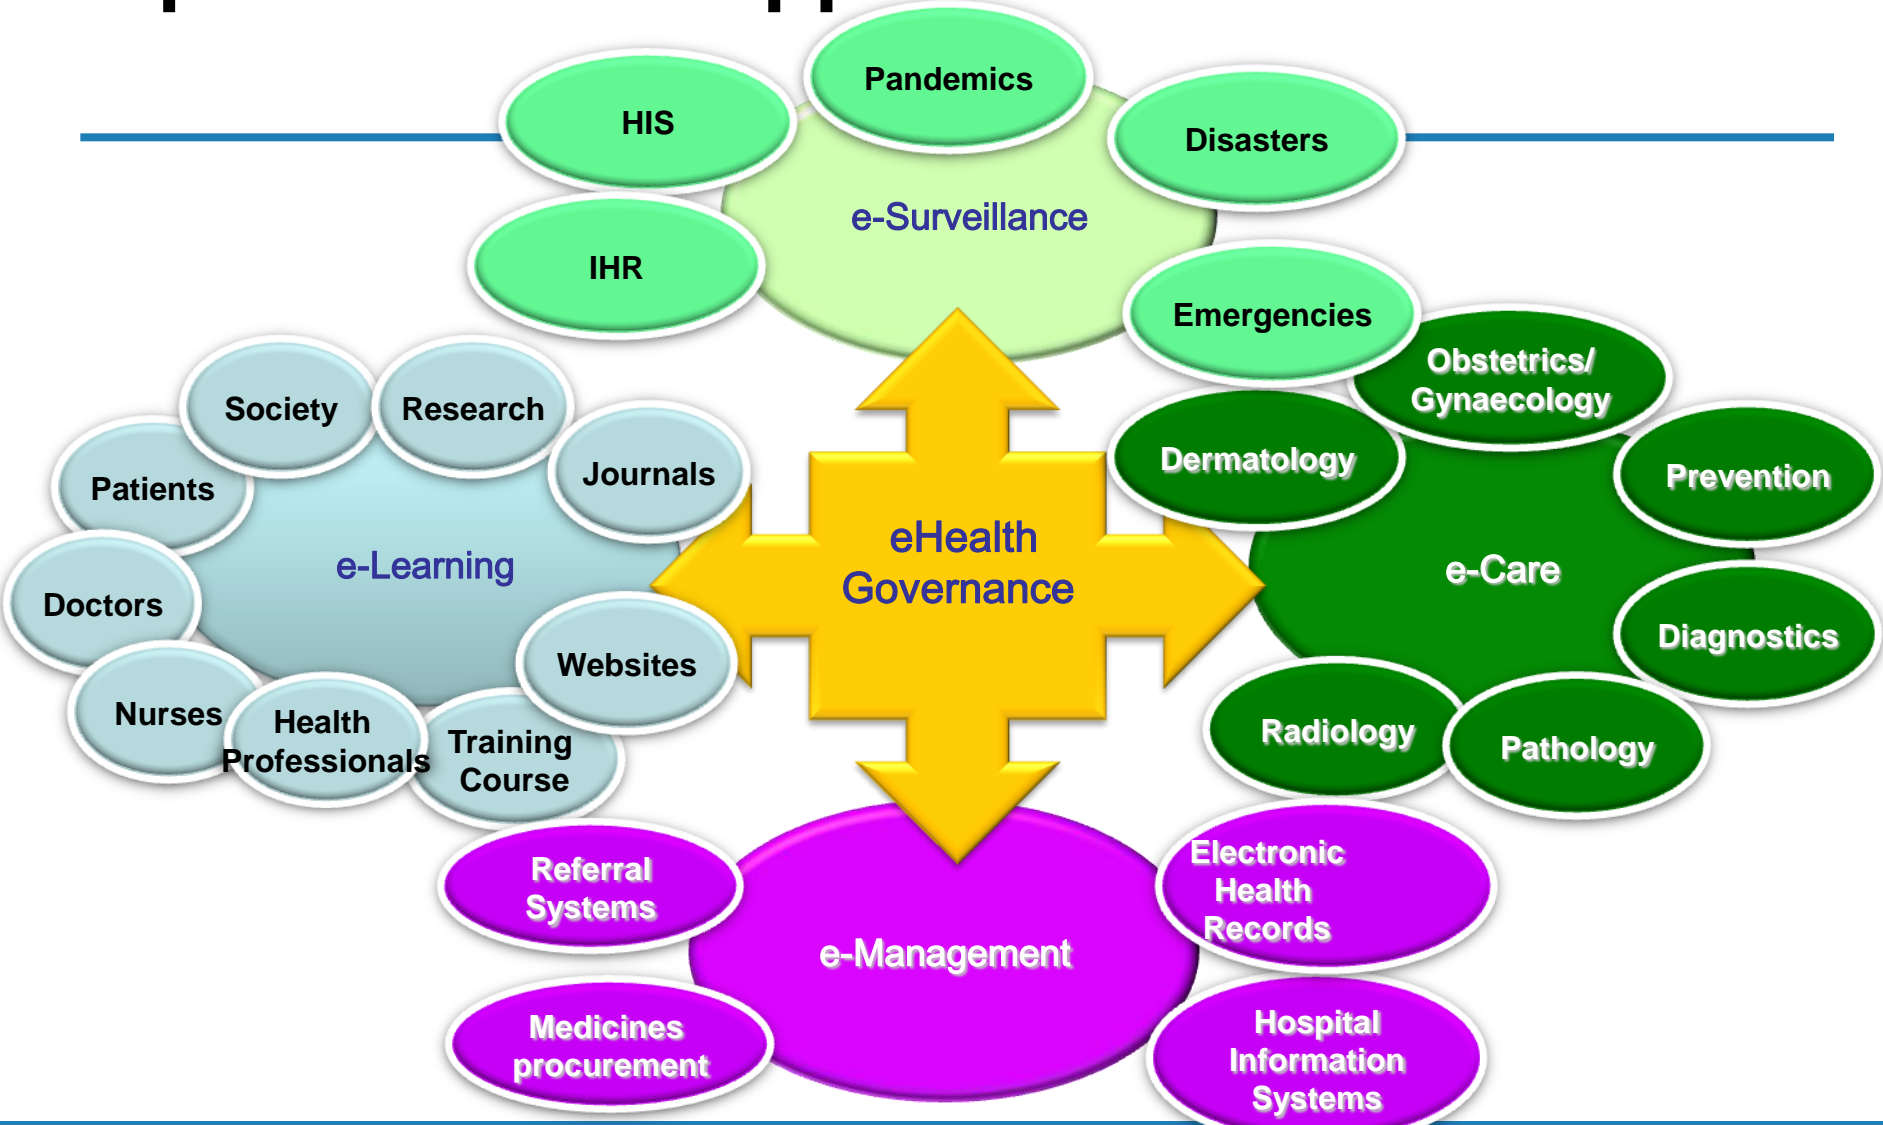 Pandemics
HIS
Disasters
e-Surveillance
IHR
Emergencies
Obstetrics/
Gynaecology
Society
Research
Dermatology
Journals
Prevention
Patients
eHealth
Governance
e-Learning
e-Care
Doctors
Diagnostics
Websites
Nurses
Health
Professionals
Training
Course
Radiology
Pathology
Referral
Systems
Electronic
Health
Records
e-Management
Medicines
procurement
Hospital
Information
Systems